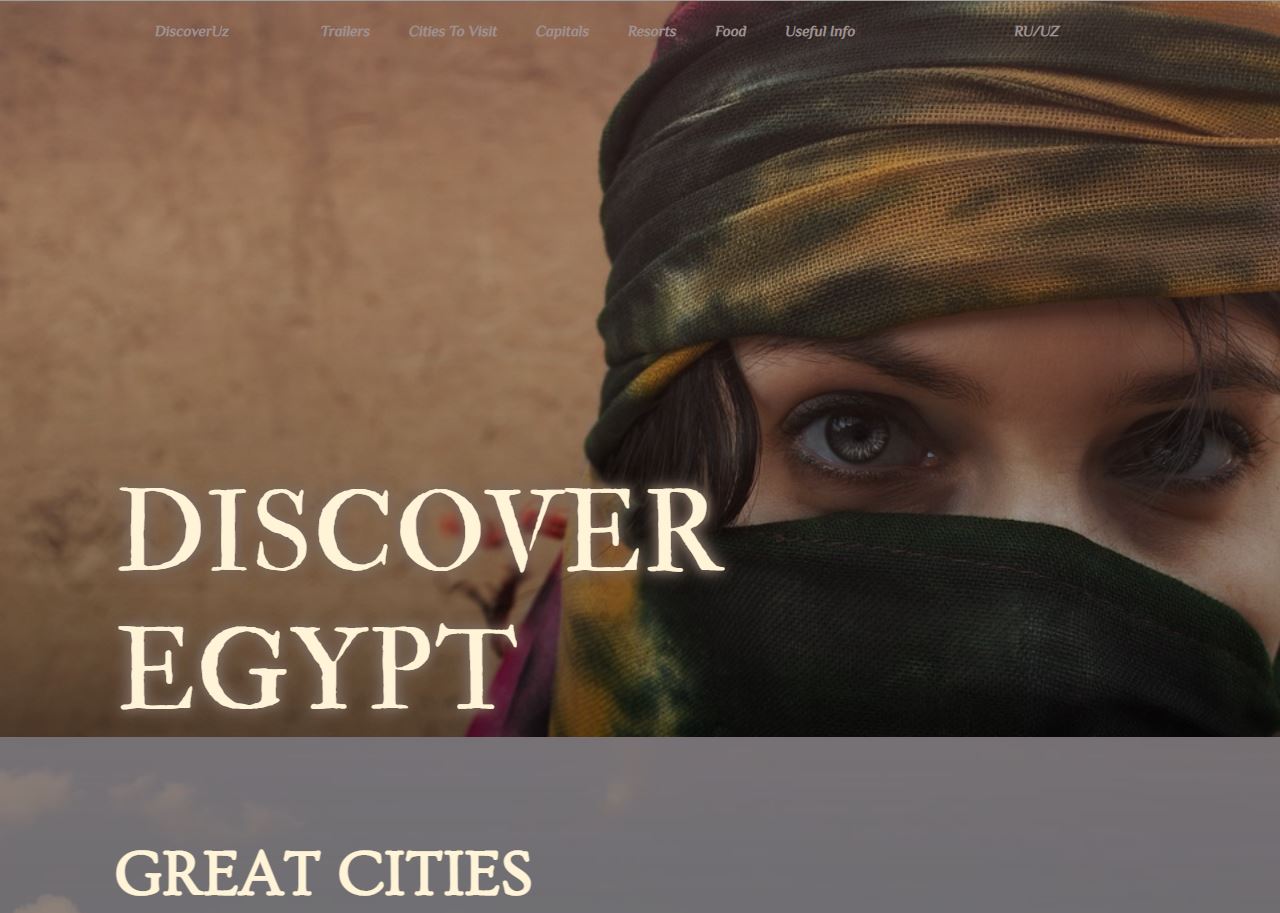 DiscoverUz Trailers Cities To Visit Capitals Resorts Food Useful Info RU/UZ
DISCOVER
EGYPT
GREAT CITIES